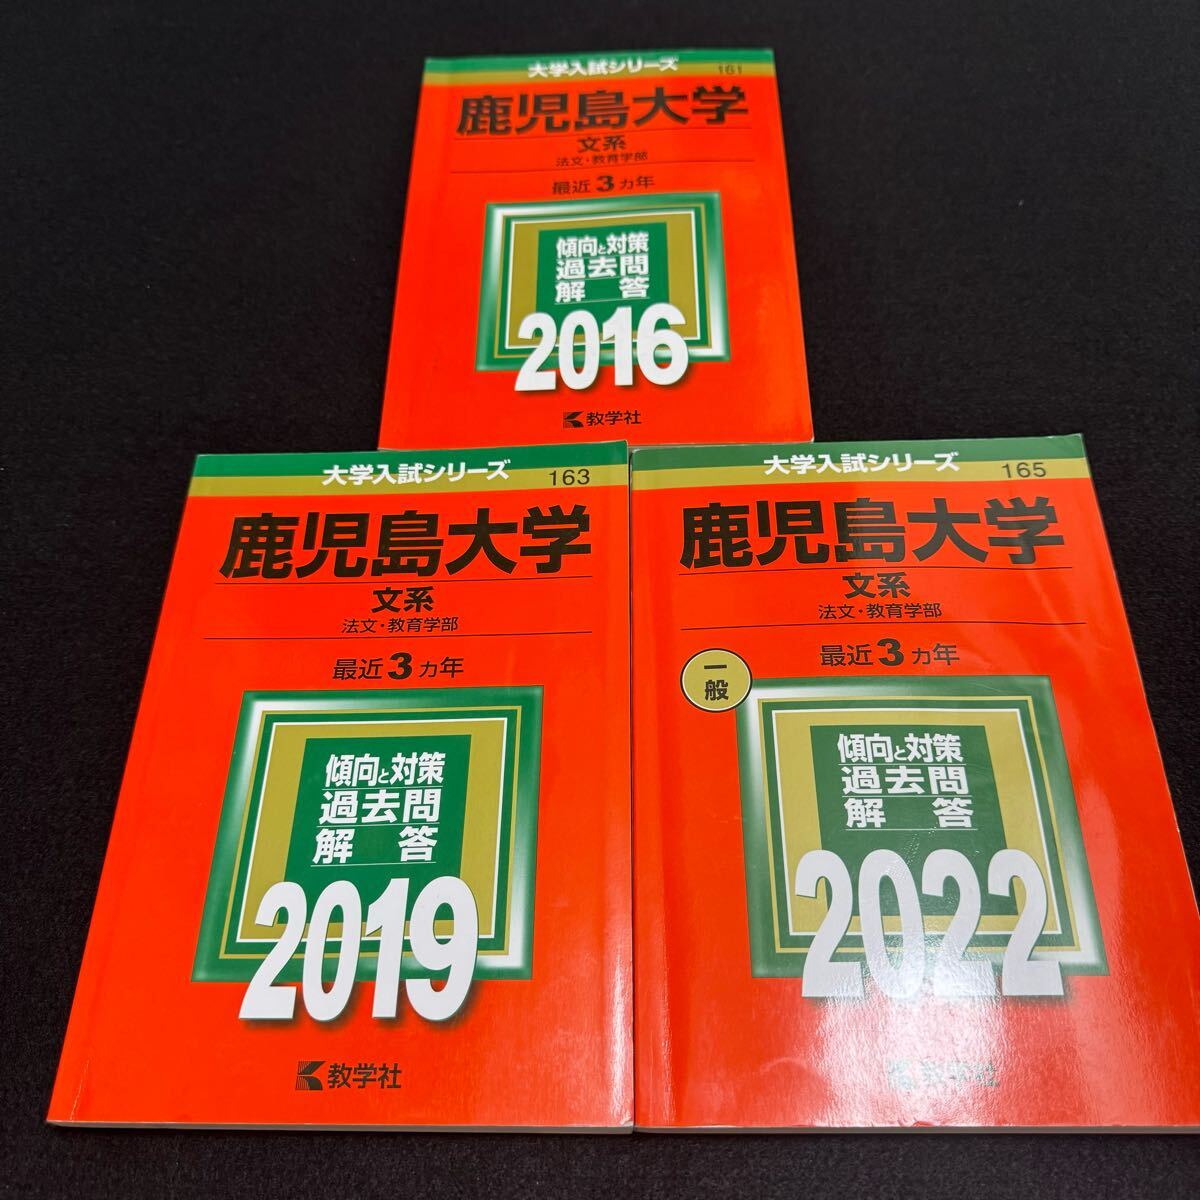 大学入試シリーズ
161
鹿児島大学
文系
法文・教育学部
最近3カ年
傾向と対策
過去問
解答
2016
教学社
大学入試シリーズ
163
鹿児島大学
文系
法文・教育学部
最近3カ年
傾向と対策
過去問
解答
2019
教学社
大学入試シリーズ
165
鹿児島大学
文系
法文・教育学部
最近3カ年
一般
傾向と対策
過去問
解答
2022
教学社